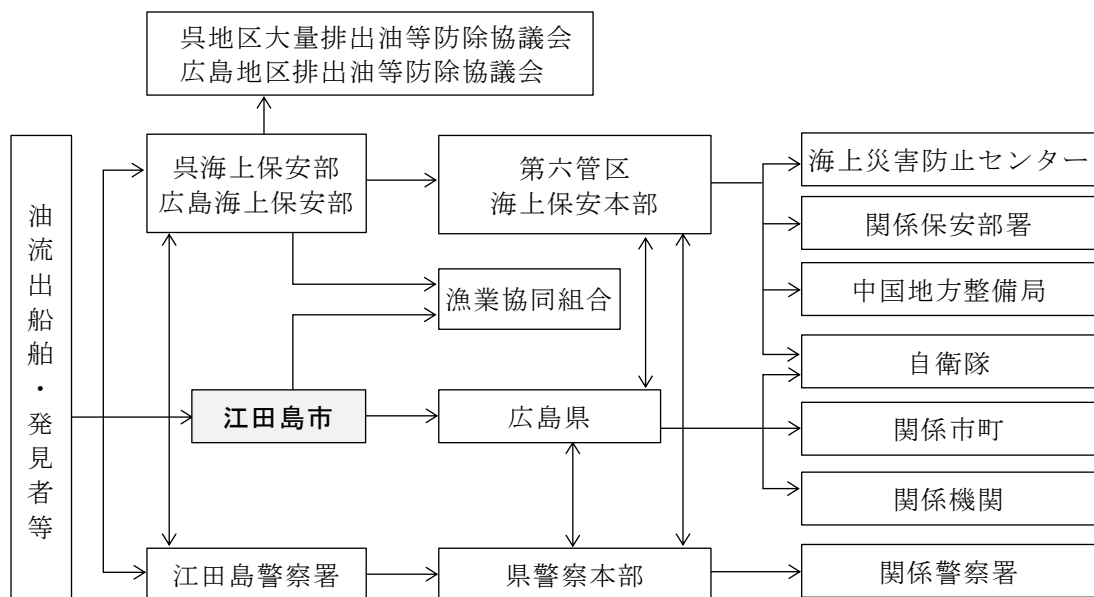 呉地区大量排出油等防除協議会
広島地区排出油等防除協議会
油流出船舶・発見者等
呉海上保安部
広島海上保安部
第六管区
海上保安本部
海上災害防止センター
関係保安部署
中国地方整備局
漁業協同組合
自衛隊
江田島市
広島県
関係市町
関係機関
江田島警察署
県警察本部
関係警察署